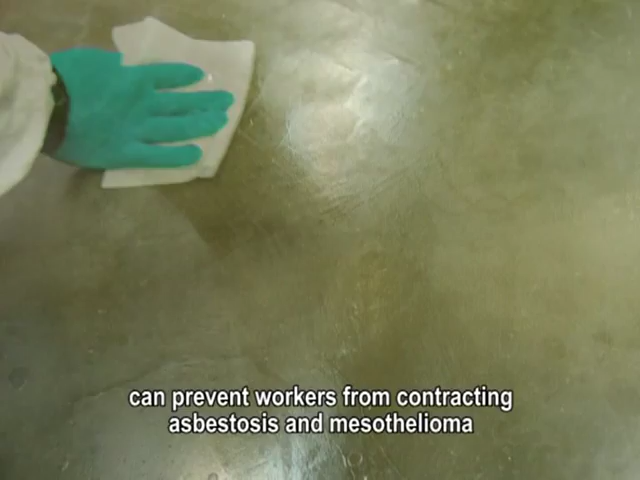 can prevent workers from contracting
asbestosis and mesothelioma